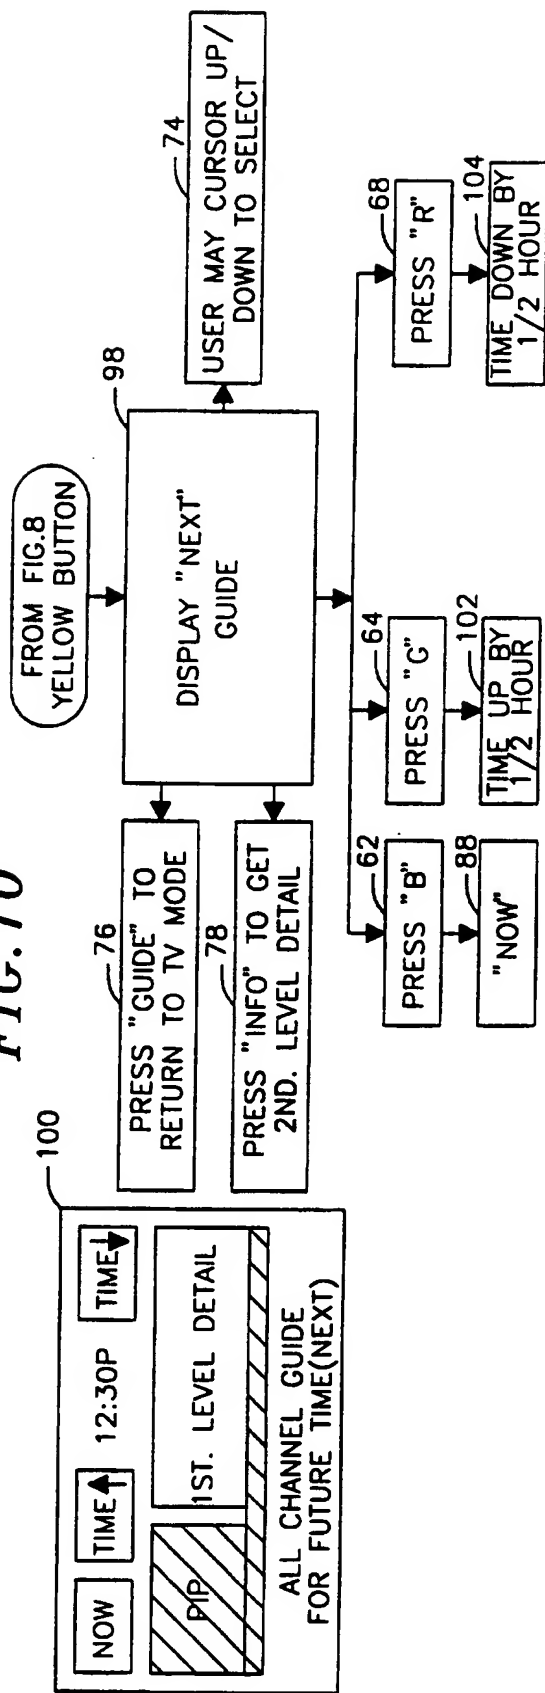 FIG.10
100
NOW
TIME
12:30P
TIME
PIP
1ST. LEVEL DETAIL
ALL CHANNEL GUIDE
FOR FUTURE TIME(NEXT)
FROM FIG.8
YELLOW BUTTON
98
DISPLAY "NEXT"
GUIDE
76
PRESS "GUIDE" TO
RETURN TO TV MODE
78
PRESS "INFO" TO GET
2ND. LEVEL DETAIL
74
USER MAY CURSOR UP/
DOWN TO SELECT
62
PRESS "B"
88
"NOW"
64
PRESS "G"
102
TIME UP BY
1/2 HOUR
68
PRESS "R"
104
TIME DOWN BY
1/2 HOUR